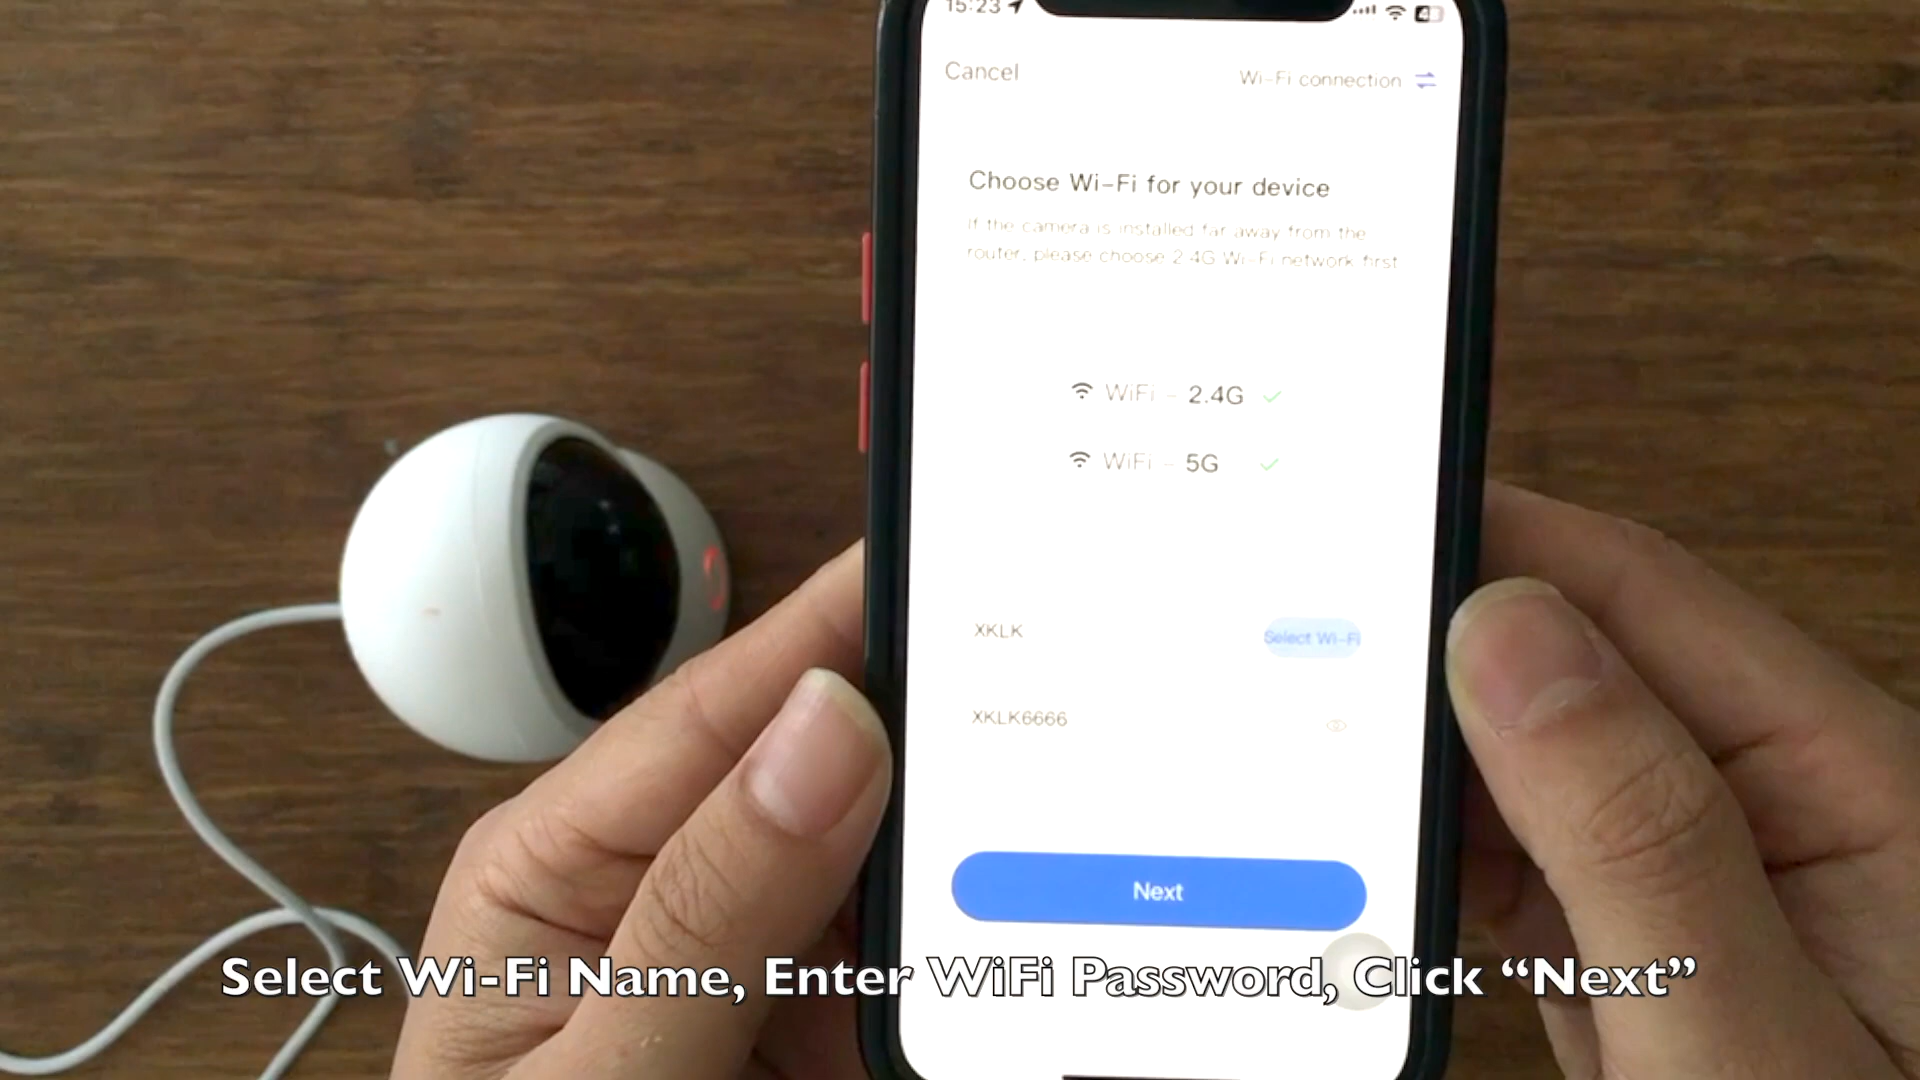 15:23
Cancel
Wi-Fi connection
Choose Wi-Fi for your device
If the camera is installed far away from the
router, please choose 2.4G Wi-Fi network first
WiFi - 2.4G
WiFi - 5G
XKLK
Select Wi-Fi
XKLK6666
Next
Select Wi-Fi Name, Enter WiFi Password, Click “Next”